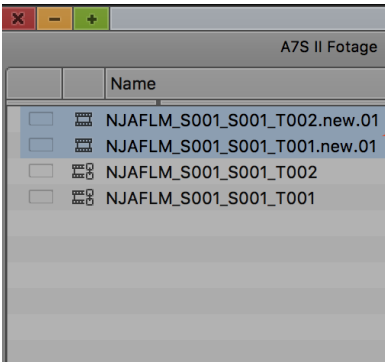 A7S II Fotage
Name
NJAFLM_S001_S001_T002.new.01
NJAFLM_S001_S001_T001.new.01
NJAFLM_S001_S001_T002
NJAFLM_S001_S001_T001